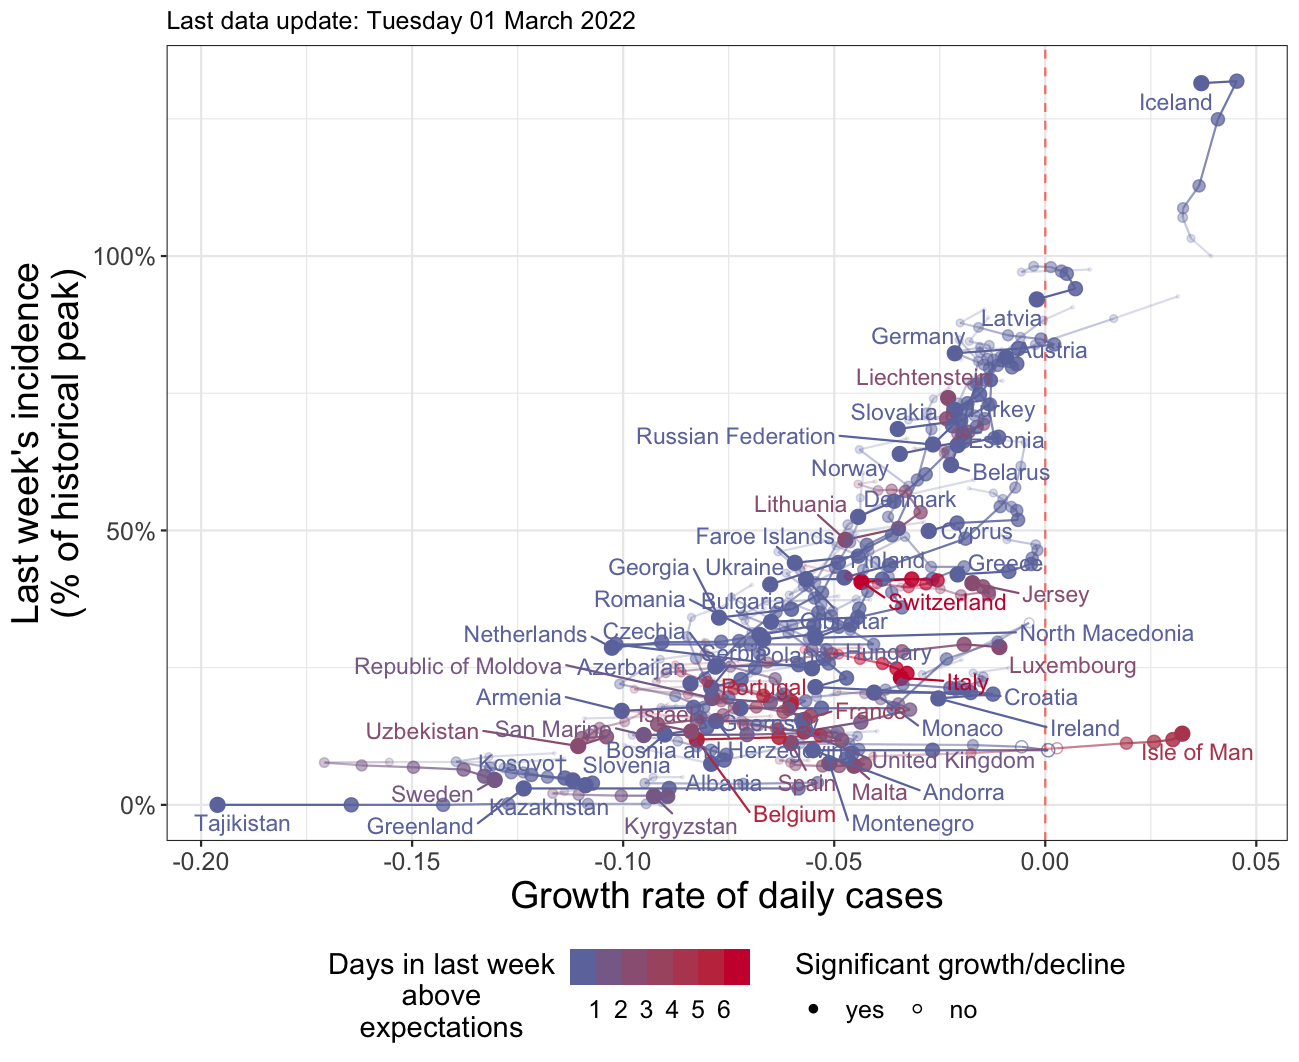 Last data update: Tuesday 01 March 2022
Last week's incidence
(% of historical peak)
100%
50%
0%
Iceland
Latvia
Germany
Austria
Liechtenstein
Slovakia
Turkey
Russian Federation
Estonia
Norway
Belarus
Lithuania
Denmark
Faroe Islands
Cyprus
Georgia
Ukraine
Finland
Greece
Romania
Bulgaria
Switzerland
Jersey
Netherlands
Czechia
Gibraltar
North Macedonia
Republic of Moldova
Azerbaijan
Serbia
Poland
Hungary
Luxembourg
Armenia
Portugal
Italy
Croatia
Uzbekistan
San Marino
Israel
Guernsey
France
Monaco
Ireland
Kosovo†
Bosnia and Herzegovina
Slovenia
United Kingdom
Isle of Man
Sweden
Albania
Spain
Malta
Andorra
Tajikistan
Greenland
Kazakhstan
Kyrgyzstan
Belgium
Montenegro
-0.20
-0.15
-0.10
-0.05
0.00
0.05
Growth rate of daily cases
Days in last week
above
expectations
1 2 3 4 5 6
Significant growth/decline
yes no